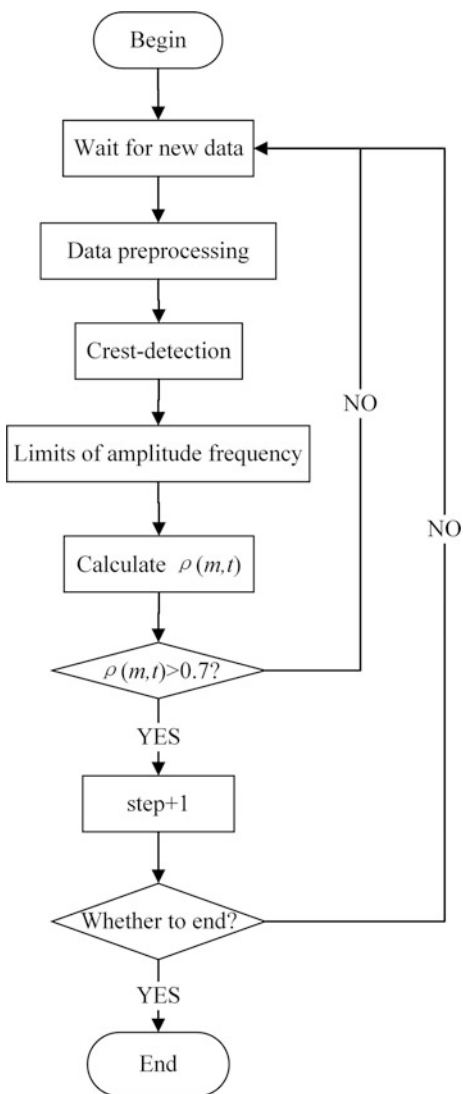 Begin
Wait for new data
Data preprocessing
Crest-detection
NO
Limits of amplitude frequency
NO
Calculate ρ(m,t)
ρ(m,t)>0.7?
YES
step+1
Whether to end?
YES
End